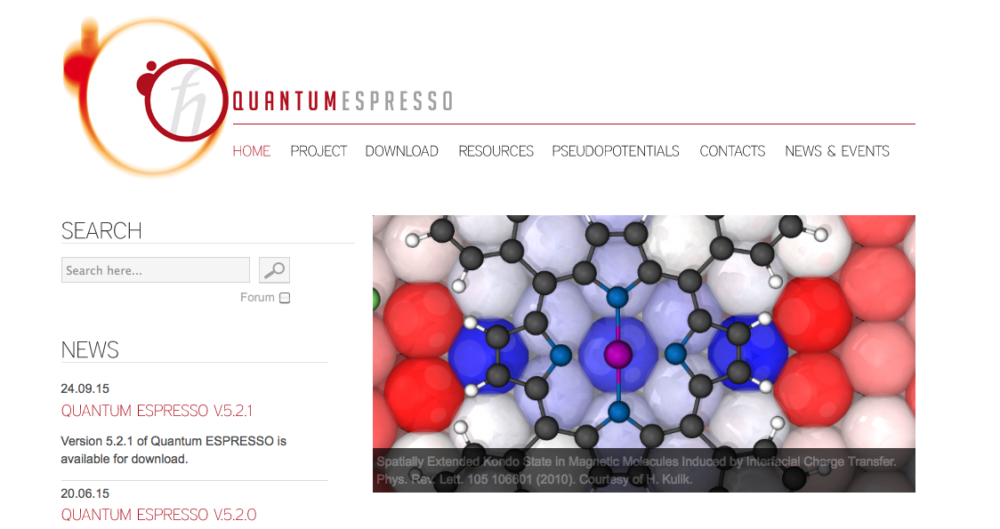 ħ
QUANTUMESPRESSO
HOME PROJECT DOWNLOAD RESOURCES PSEUDOPOTENTIALS CONTACTS NEWS & EVENTS
SEARCH
Search here...
Forum
NEWS
24.09.15
QUANTUM ESPRESSO V.5.2.1
Version 5.2.1 of Quantum ESPRESSO is
available for download.
20.06.15
QUANTUM ESPRESSO V.5.2.0
Spatially Extended Kondo State in Magnetic Molecules Induced by Interfacial Charge Transfer.
Phys. Rev. Lett. 105 106601 (2010). Courtesy of H. Kulik.